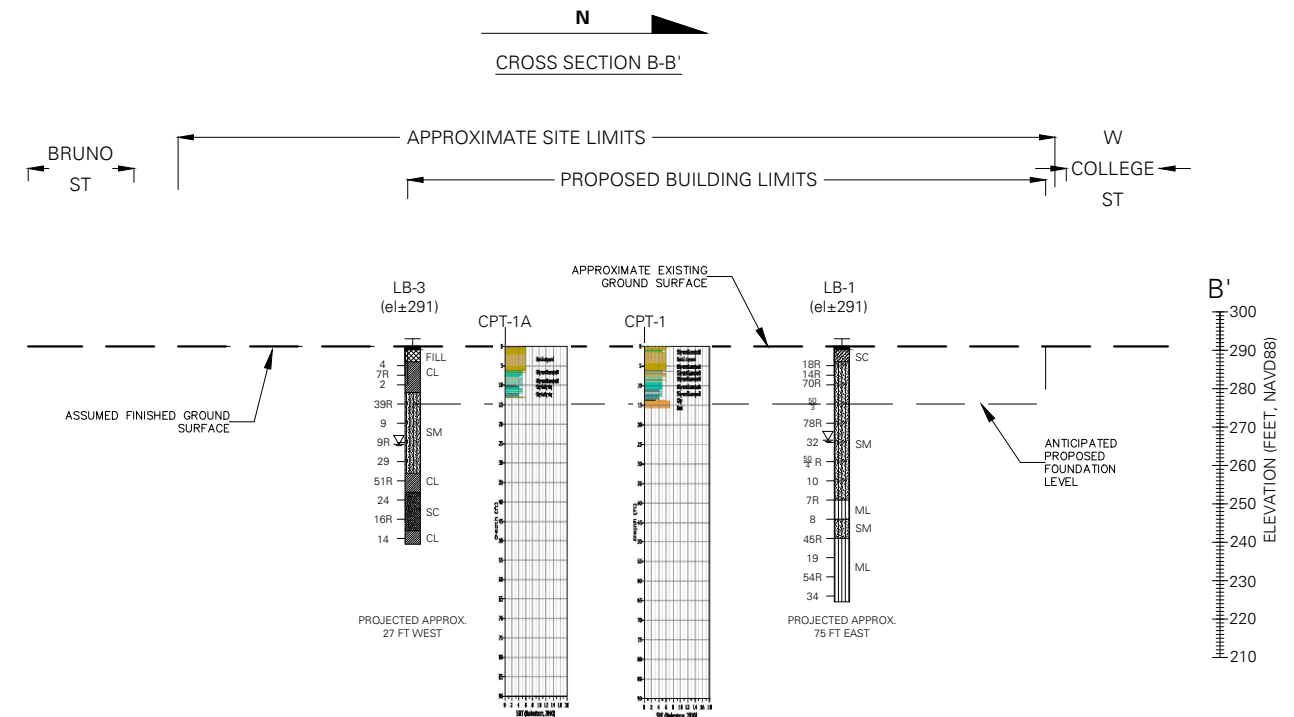 N
CROSS SECTION B-B'
APPROXIMATE SITE LIMITS
PROPOSED BUILDING LIMITS
BRUNO
ST
W
COLLEGE
ST
APPROXIMATE EXISTING
GROUND SURFACE
ASSUMED FINISHED GROUND
SURFACE
ANTICIPATED
PROPOSED
FOUNDATION
LEVEL
LB-3
(el±291)
FILL
4
CL
7R
2
39R
9
SM
9R
29
51R
CL
24
SC
16R
14
CL
PROJECTED APPROX.
27 FT WEST
CPT-1A
CPT-1
LB-1
(el±291)
SC
18R
14R
70R
50
3
78R
32
SM
50
4
R
10
7R
ML
8
SM
45R
19
ML
54R
34
PROJECTED APPROX.
75 FT EAST
B'
300
290
280
270
260
250
240
230
220
210
ELEVATION (FEET, NAVD88)